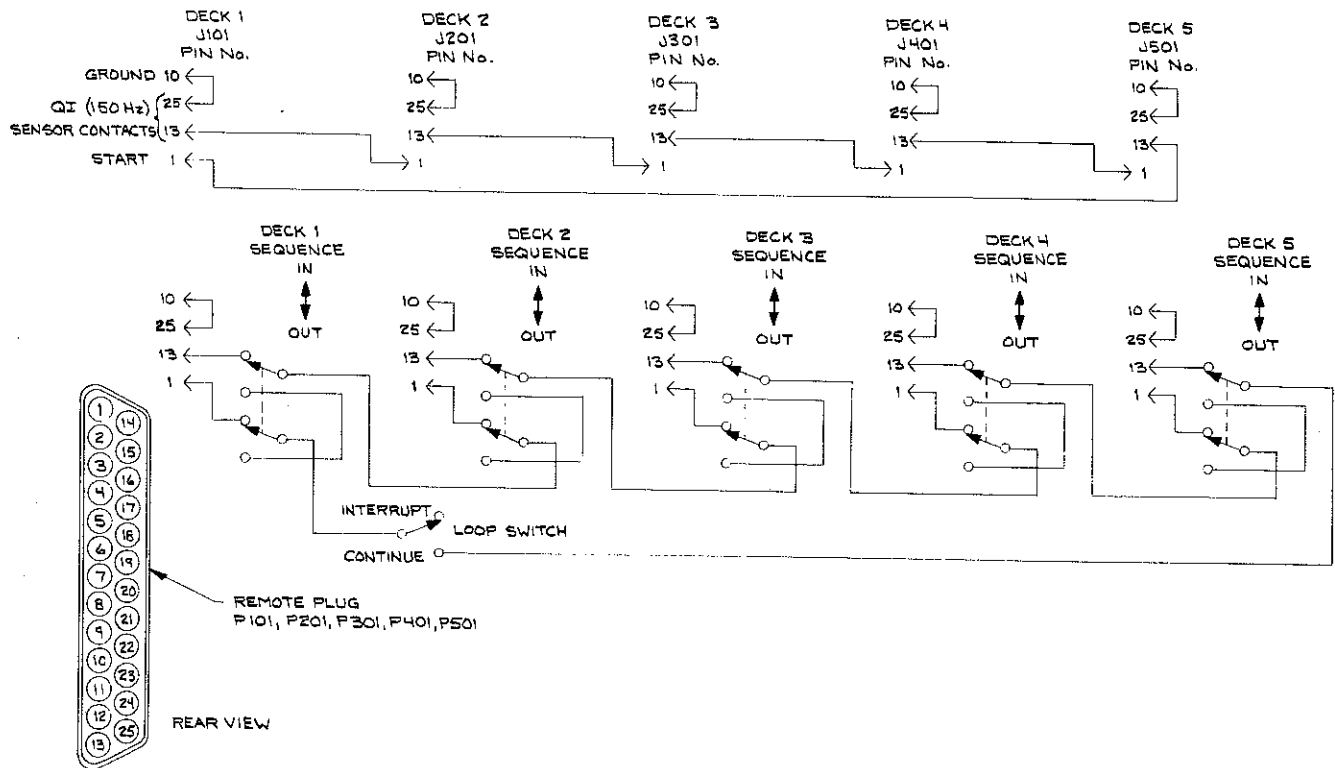 DECK 1
J101
PIN No.
DECK 2
J201
PIN No.
DECK 3
J301
PIN No.
DECK 4
J401
PIN No.
DECK 5
J501
PIN No.
GROUND 10
QI (150 Hz) 25
SENSOR CONTACTS 13
START 1
10
25
13
1
10
25
13
1
10
25
13
1
10
25
13
1
DECK 1
SEQUENCE
IN
OUT
DECK 2
SEQUENCE
IN
OUT
DECK 3
SEQUENCE
IN
OUT
DECK 4
SEQUENCE
IN
OUT
DECK 5
SEQUENCE
IN
OUT
10
25
13
1
10
25
13
1
10
25
13
1
10
25
13
1
10
25
13
1
INTERRUPT
LOOP SWITCH
CONTINUE
1
2
3
4
5
6
7
8
9
10
11
12
13
14
15
16
17
18
19
20
21
22
23
24
25
REMOTE PLUG
P101, P201, P301, P401, P501
REAR VIEW